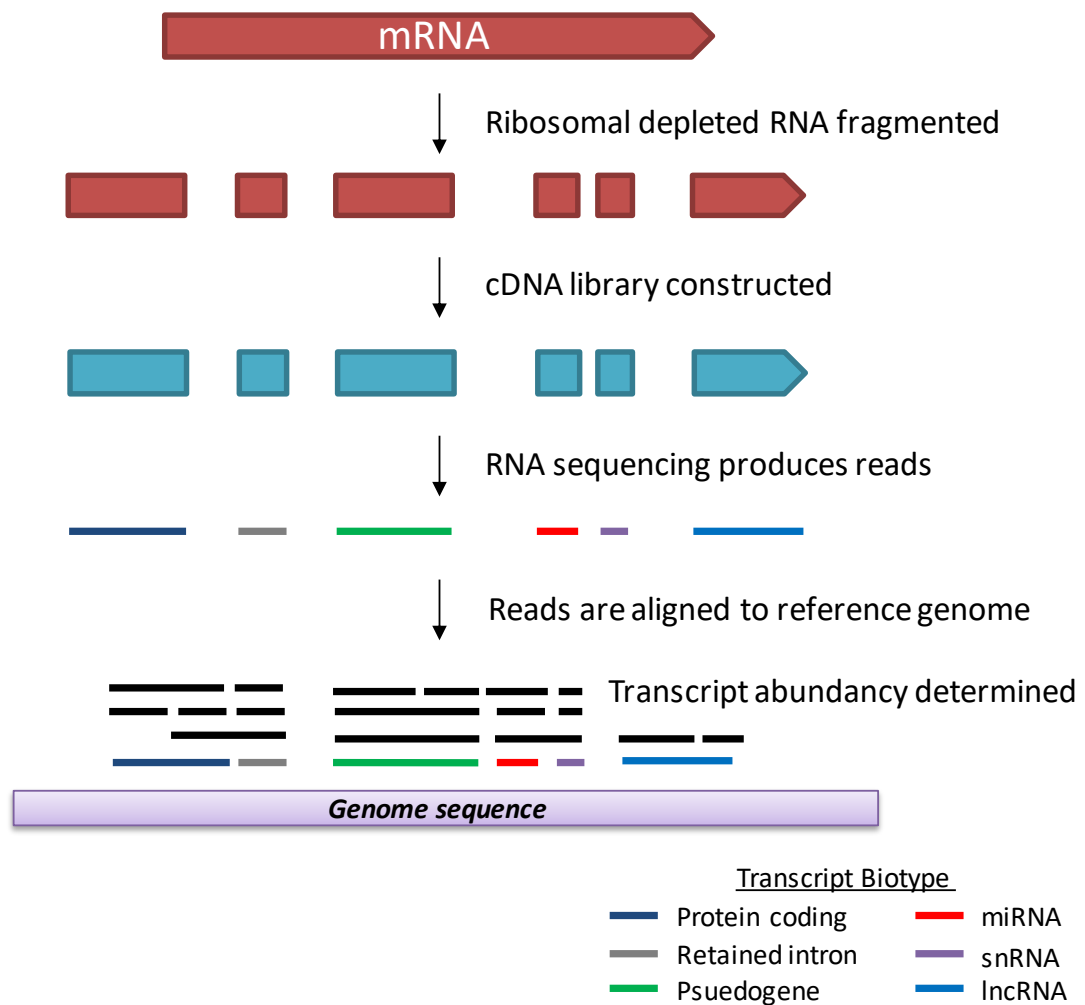 mRNA
Ribosomal depleted RNA fragmented
cDNA library constructed
RNA sequencing produces reads
Reads are aligned to reference genome
Transcript abundancy determined
Genome sequence
Transcript Biotype
Protein coding
miRNA
Retained intron
snRNA
Psuedogene
lncRNA